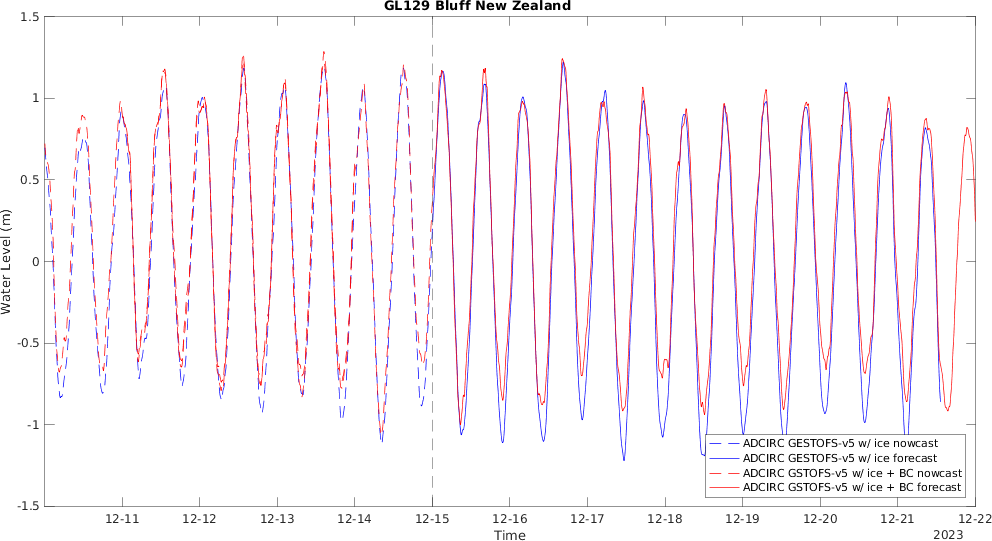 GL129 Bluff New Zealand
1.5
1
0.5
0
-0.5
-1
-1.5
Water Level (m)
12-11 12-12 12-13 12-14 12-15 12-16 12-17 12-18 12-19 12-20 12-21 12-22
Time
2023
ADCIRC GESTOFS-v5 w/ ice nowcast
ADCIRC GESTOFS-v5 w/ ice forecast
ADCIRC GSTOFS-v5 w/ ice + BC nowcast
ADCIRC GSTOFS-v5 w/ ice + BC forecast